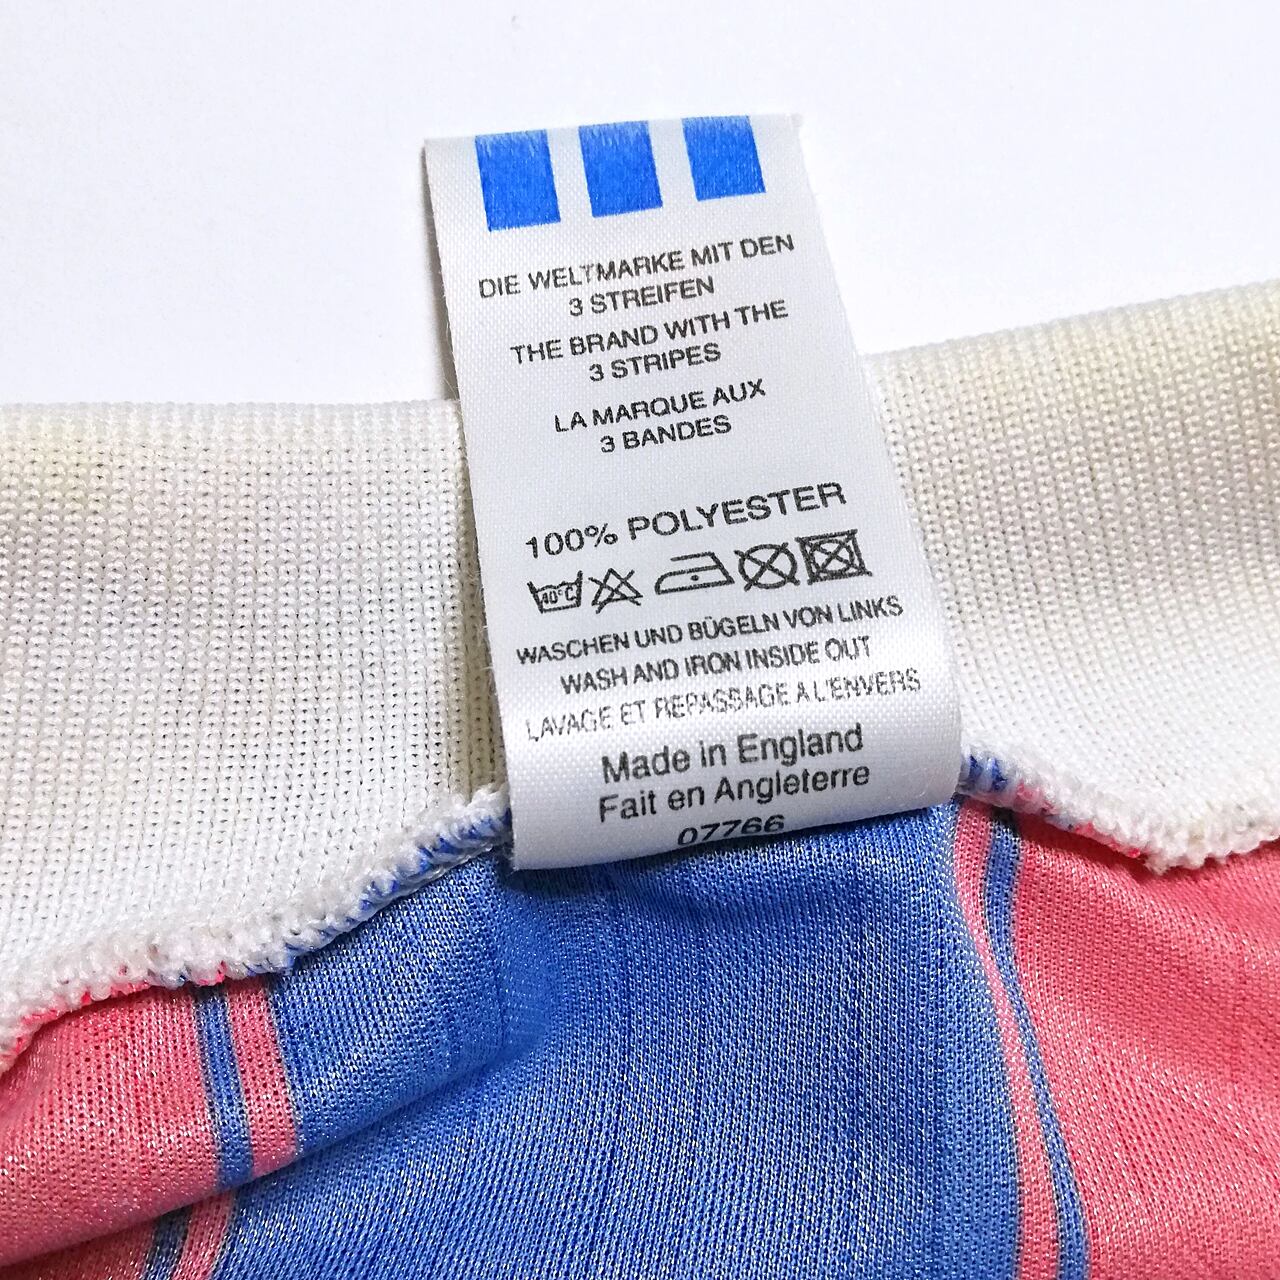 DIE WELTMARKE MIT DEN
3 STREIFEN
THE BRAND WITH THE
3 STRIPES
LA MARQUE AUX
3 BANDES
100% POLYESTER
40°C
WASCHEN UND BÜGELN VON LINKS
WASH AND IRON INSIDE OUT
LAVAGE ET REPASSAGE A L'ENVERS
Made in England
Fait en Angleterre
07766